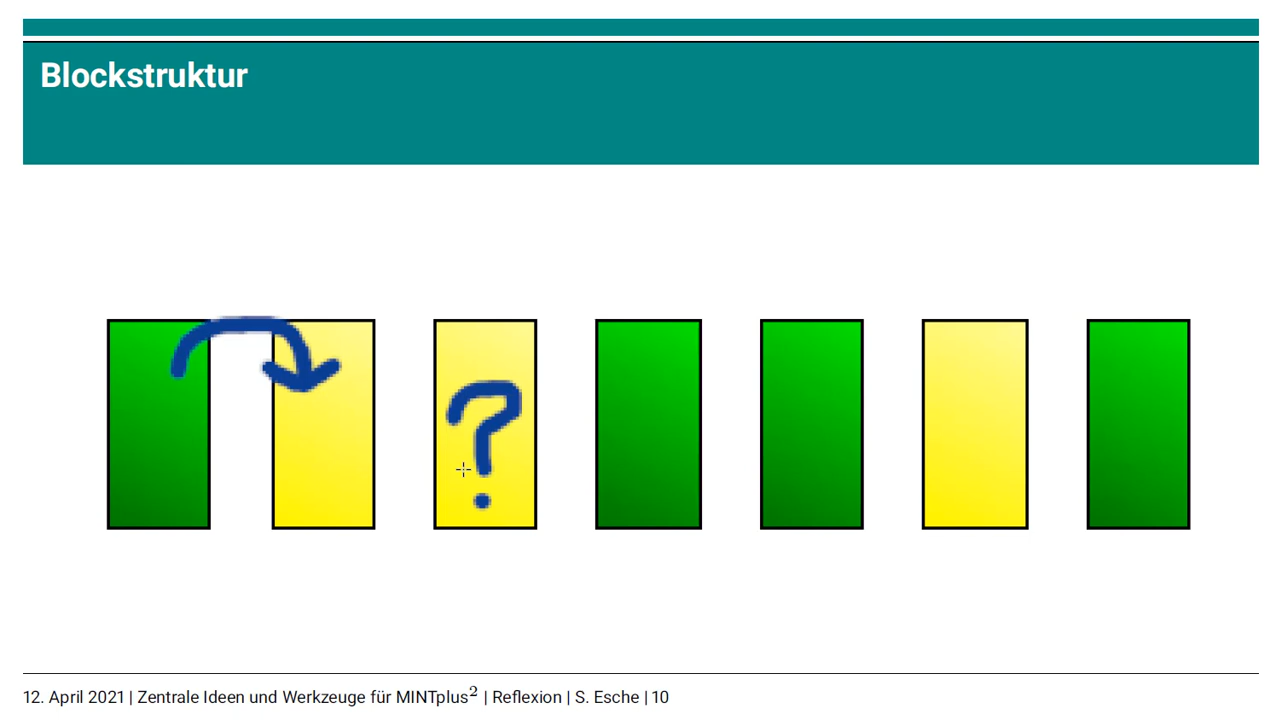 Blockstruktur
?
12. April 2021 | Zentrale Ideen und Werkzeuge für MINTplus² | Reflexion | S. Esche | 10